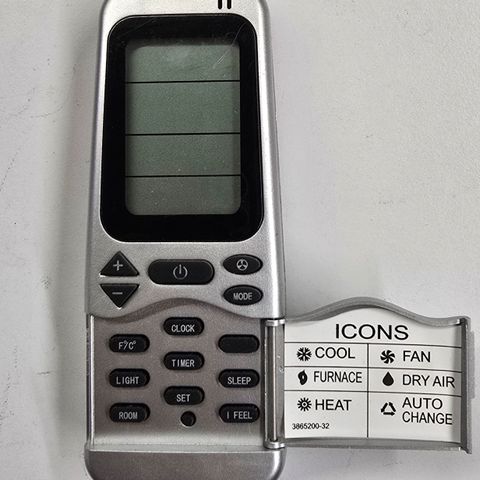 +
−
MODE
CLOCK
F°/C°
TIMER
LIGHT
SLEEP
SET
ROOM
I FEEL
ICONS
COOL
FAN
FURNACE
DRY AIR
HEAT
AUTO
CHANGE
3865200-32